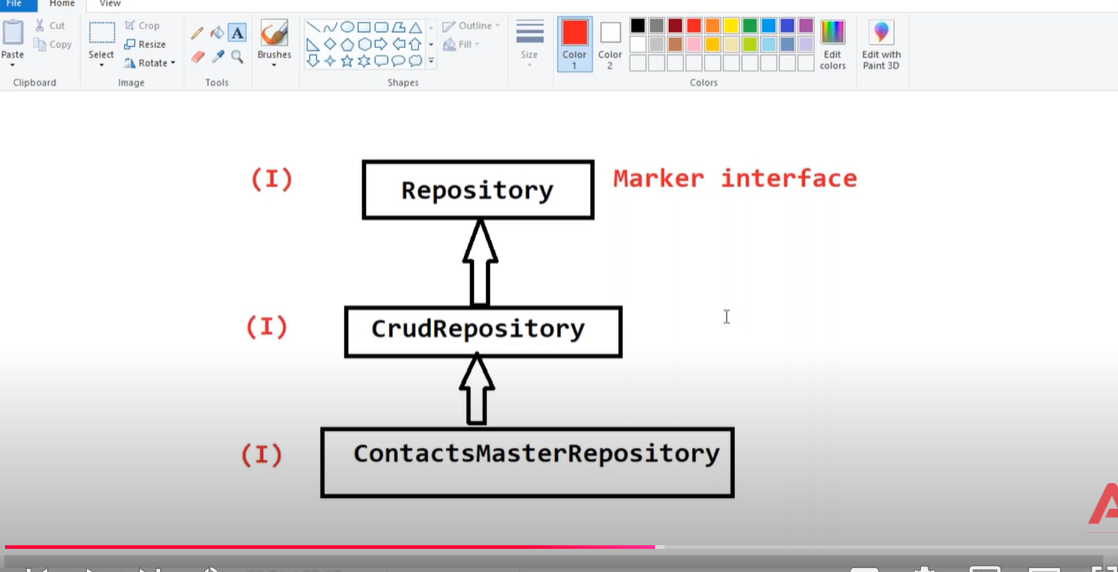 File Home View
Cut
Crop
A
Outline
Copy
Resize
Fill
Paste
Select
Rotate
Brushes
Size
Color
1
Color
2
Edit
colors
Edit with
Paint 3D
Clipboard
Image
Tools
Shapes
Colors
(I) Repository Marker interface
(I) CrudRepository
(I) ContactsMasterRepository